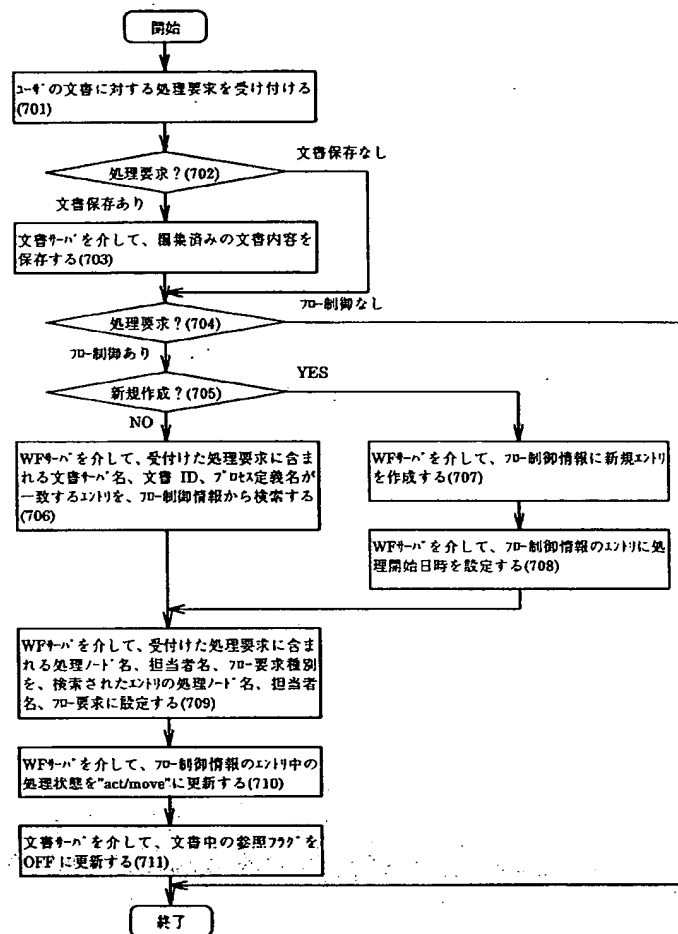 開始
ﾕｰｻﾞの文書に対する処理要求を受け付ける
(701)
文書保存なし
処理要求?(702)
文書保存あり
文書ｻｰﾊﾞを介して、編集済みの文書内容を
保存する(703)
ﾌﾛｰ制御なし
処理要求?(704)
ﾌﾛｰ制御あり
YES
新規作成?(705)
NO
WFｻｰﾊﾞを介して、受付けた処理要求に含ま
れる文書ｻｰﾊﾞ名、文書 ID、ﾌﾟﾛｾｽ定義名が
一致するｴﾝﾄﾘを、ﾌﾛｰ制御情報から検索する
(706)
WFｻｰﾊﾞを介して、ﾌﾛｰ制御情報に新規ｴﾝﾄﾘ
を作成する(707)
WFｻｰﾊﾞを介して、ﾌﾛｰ制御情報のｴﾝﾄﾘに処
理開始日時を設定する(708)
WFｻｰﾊﾞを介して、受付けた処理要求に含ま
れる処理ﾉｰﾄﾞ名、担当者名、ﾌﾛｰ要求種別
を、検索されたｴﾝﾄﾘの処理ﾉｰﾄﾞ名、担当者
名、ﾌﾛｰ要求に設定する(709)
WFｻｰﾊﾞを介して、ﾌﾛｰ制御情報のｴﾝﾄﾘ中の
処理状態を"act/move"に更新する(710)
文書ｻｰﾊﾞを介して、文書中の参照ﾌﾗｸﾞを
OFF に更新する(711)
終了